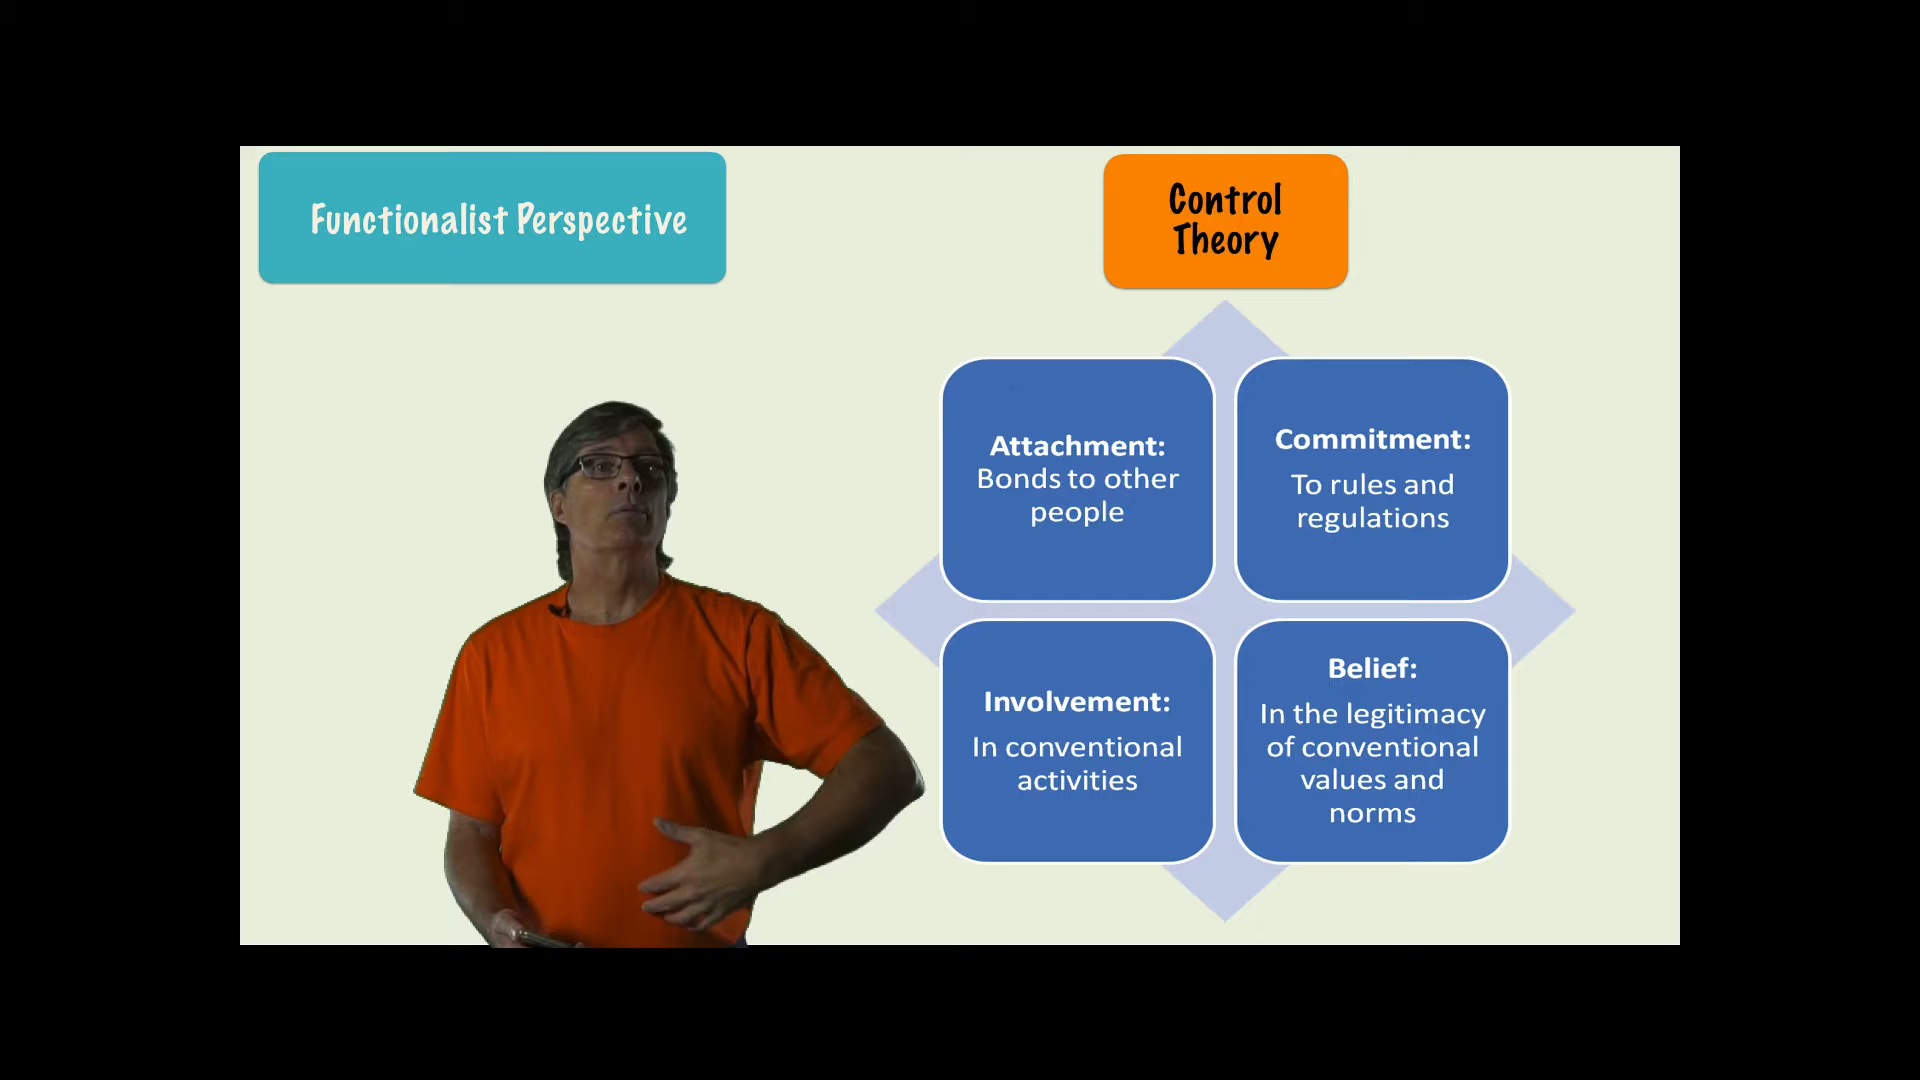 Functionalist Perspective
Control
Theory
Attachment:
Bonds to other
people
Commitment:
To rules and
regulations
Involvement:
In conventional
activities
Belief:
In the legitimacy
of conventional
values and
norms